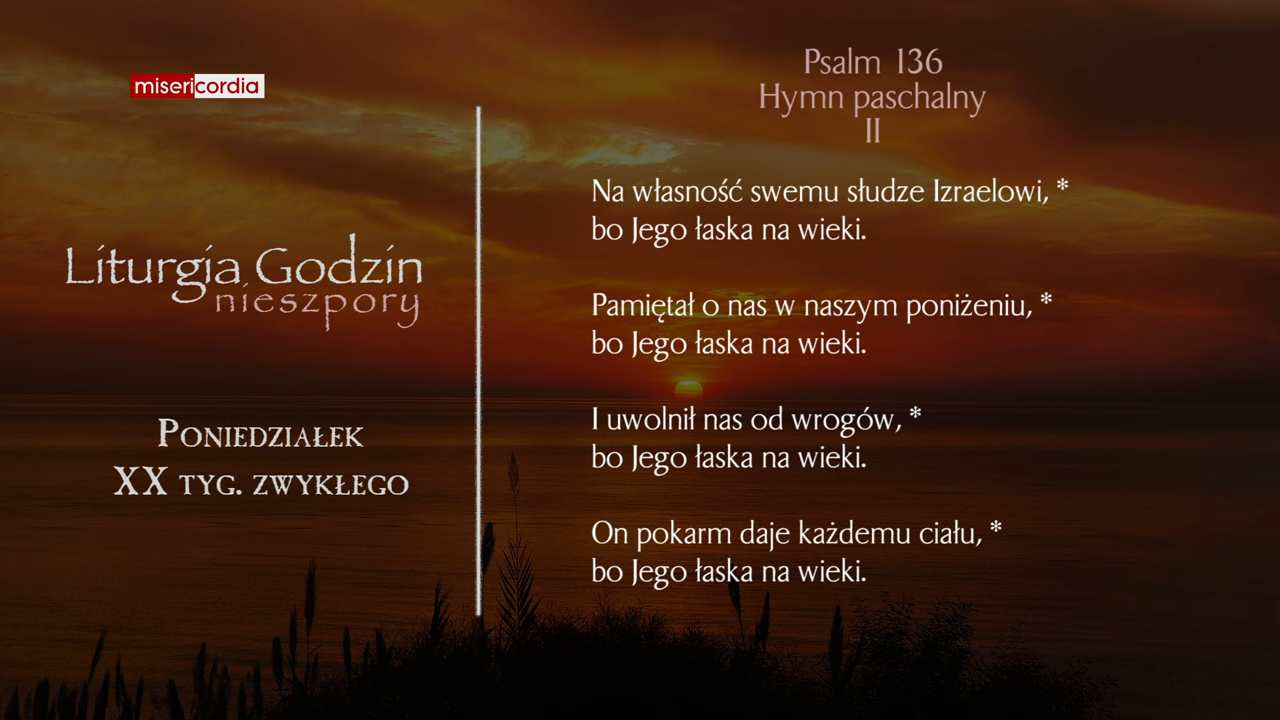 misericordia
Liturgia Godzin
nieszpory
Poniedziałek
XX tyg. zwykłego
Psalm 136
Hymn paschalny
II
Na własność swemu słudze Izraelowi, *
bo Jego łaska na wieki.
Pamiętał o nas w naszym poniżeniu, *
bo Jego łaska na wieki.
I uwolnił nas od wrogów, *
bo Jego łaska na wieki.
On pokarm daje każdemu ciału, *
bo Jego łaska na wieki.